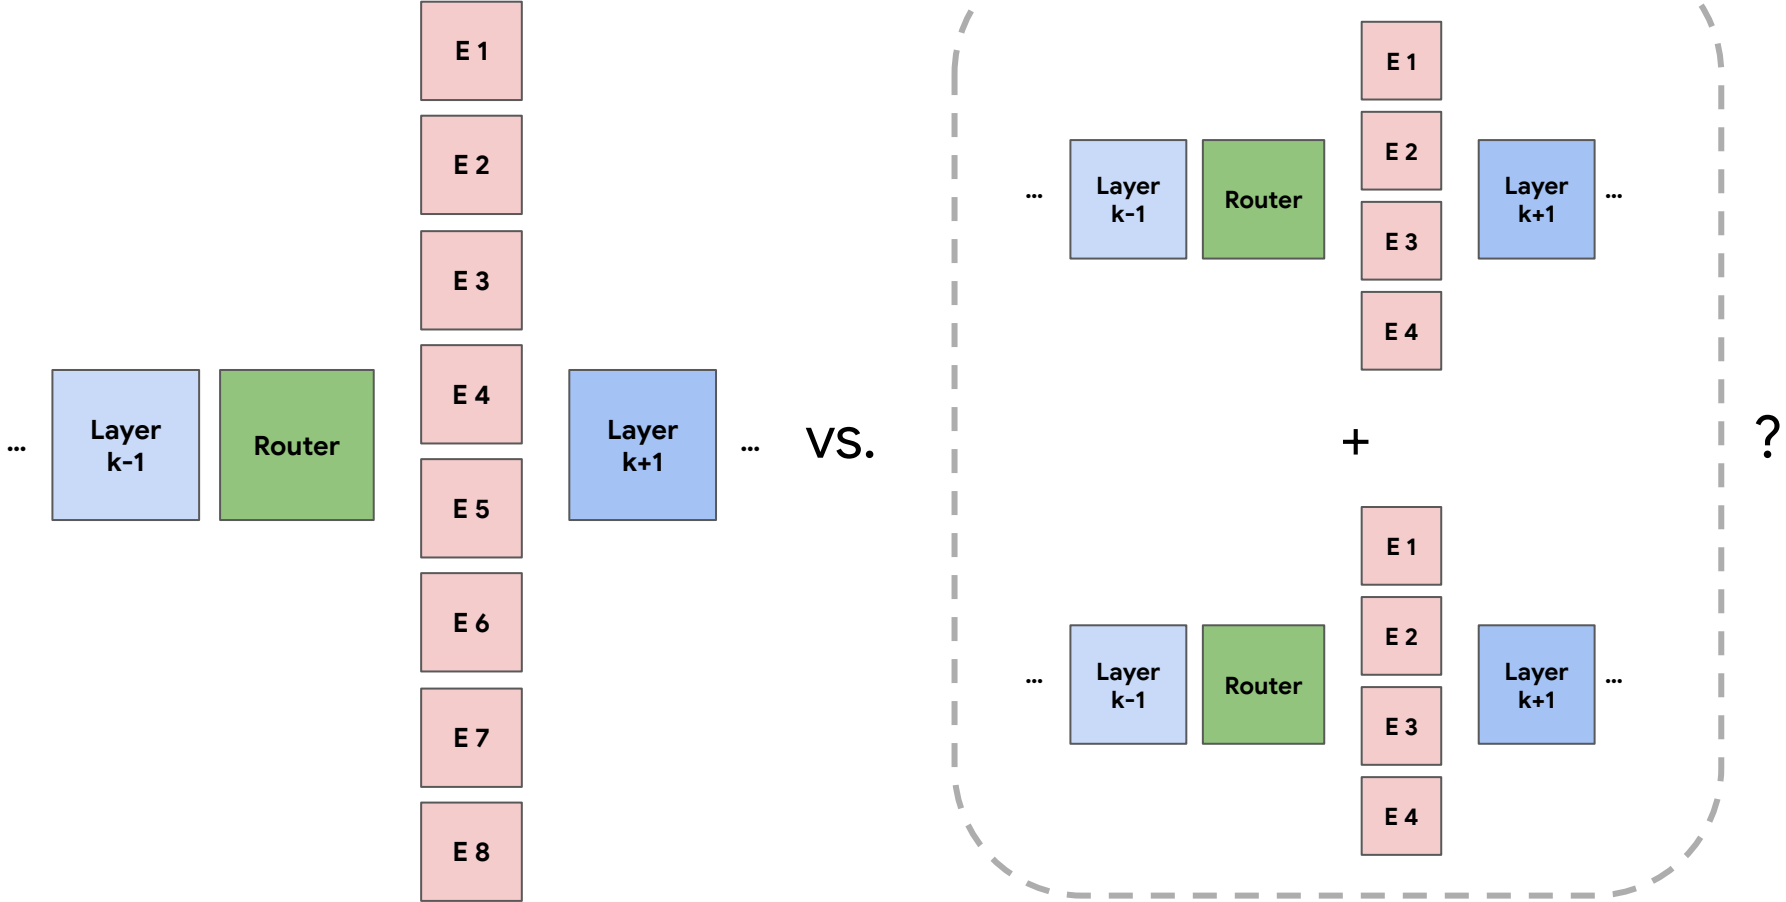 E 1
E 2
E 3
E 4
E 5
E 6
E 7
E 8
...
Layer
k-1
Router
Layer
k+1
...
vs.
...
Layer
k-1
Router
E 1
E 2
E 3
E 4
Layer
k+1
...
+
...
Layer
k-1
Router
E 1
E 2
E 3
E 4
Layer
k+1
...
?